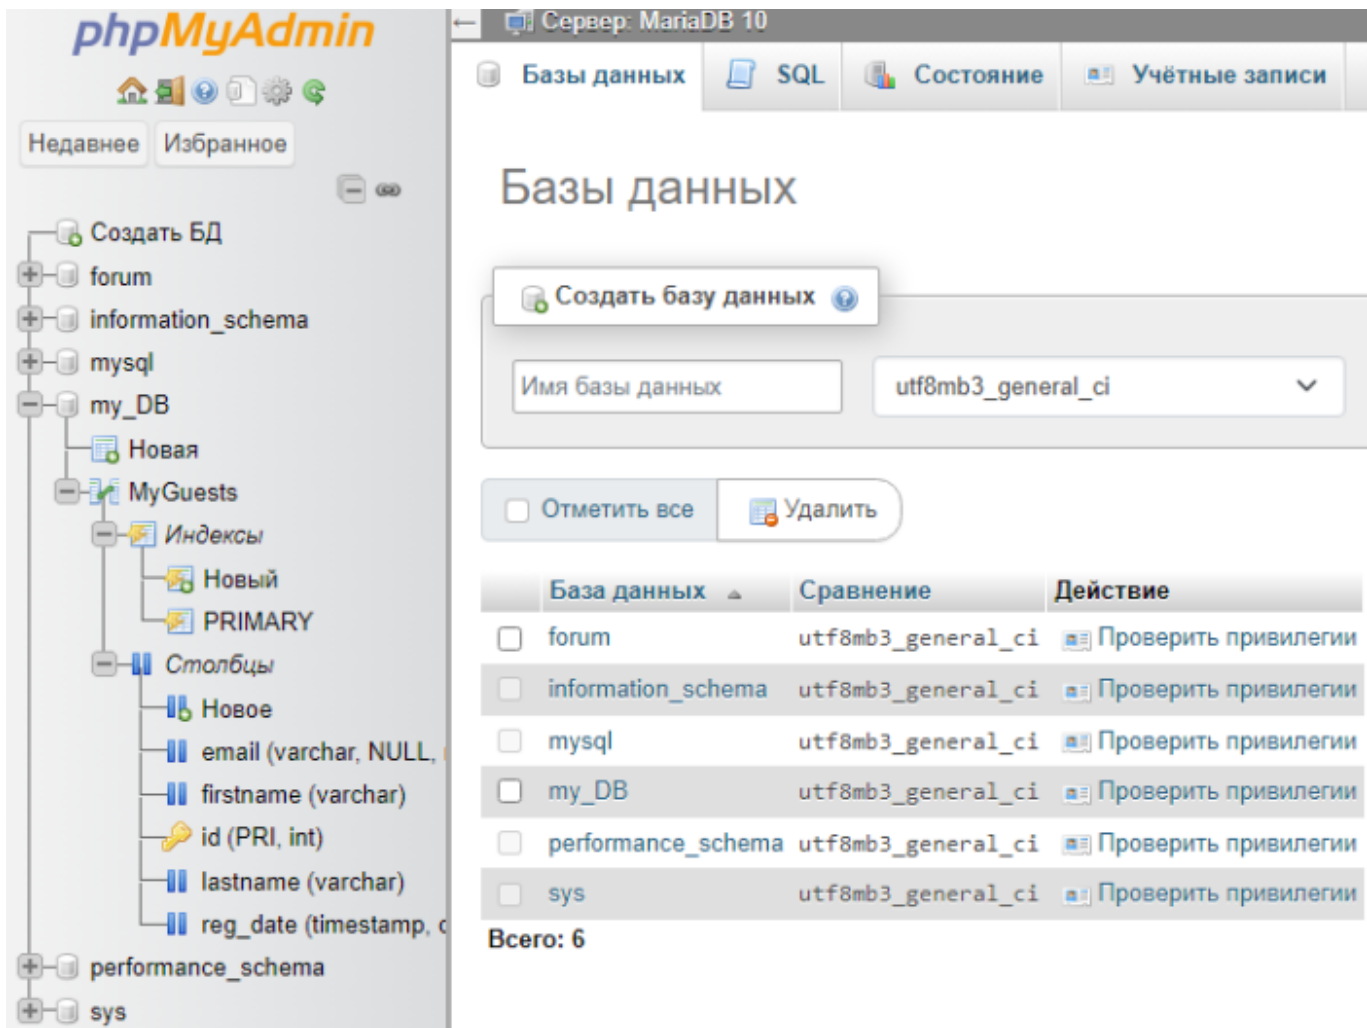 phpMyAdmin
Недавнее Избранное
Создать БД
forum
information_schema
mysql
my_DB
Новая
MyGuests
Индексы
Новый
PRIMARY
Столбцы
Новое
email (varchar, NULL,
firstname (varchar)
id (PRI, int)
lastname (varchar)
reg_date (timestamp,
performance_schema
sys
Сервер: MariaDB 10
Базы данных SQL Состояние Учётные записи
Базы данных
Создать базу данных
Имя базы данных utf8mb3_general_ci
Отметить все Удалить
База данных Сравнение Действие
forum utf8mb3_general_ci Проверить привилегии
information_schema utf8mb3_general_ci Проверить привилегии
mysql utf8mb3_general_ci Проверить привилегии
my_DB utf8mb3_general_ci Проверить привилегии
performance_schema utf8mb3_general_ci Проверить привилегии
sys utf8mb3_general_ci Проверить привилегии
Всего: 6